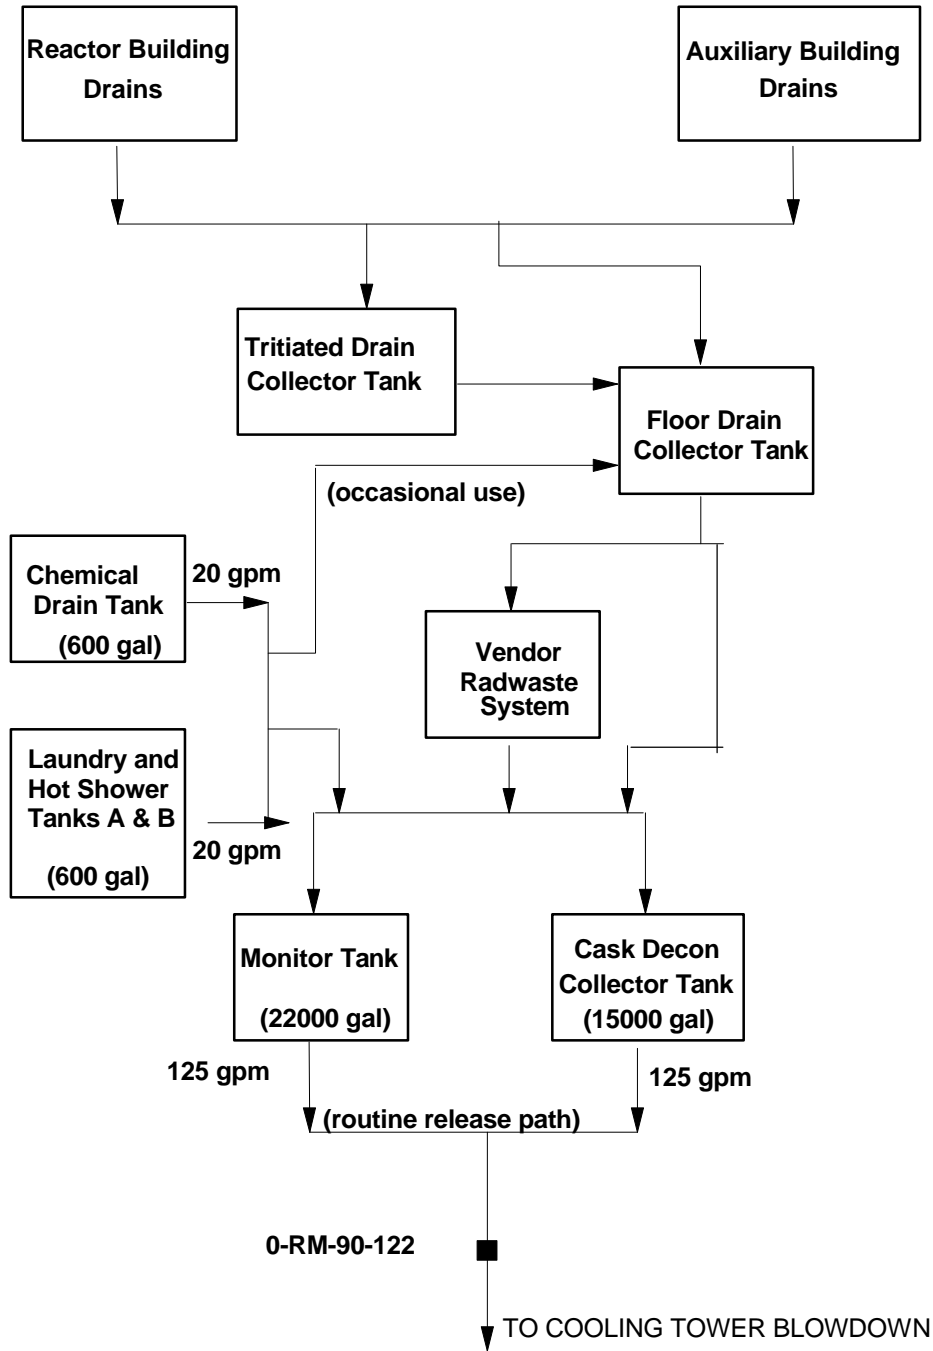 Reactor Building
Drains
Auxiliary Building
Drains
Tritiated Drain
Collector Tank
Floor Drain
Collector Tank
(occasional use)
Chemical
Drain Tank
(600 gal)
20 gpm
Vendor
Radwaste
System
Laundry and
Hot Shower
Tanks A & B
(600 gal)
20 gpm
Monitor Tank
(22000 gal)
Cask Decon
Collector Tank
(15000 gal)
125 gpm
125 gpm
(routine release path)
0-RM-90-122
TO COOLING TOWER BLOWDOWN